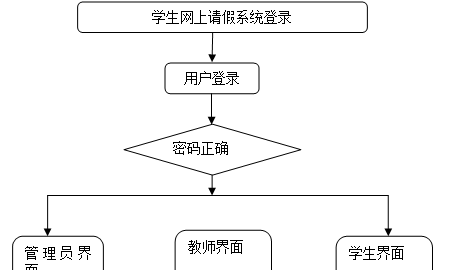 学生网上请假系统登录
用户登录
密码正确
管理员界
面
教师界面
学生界面